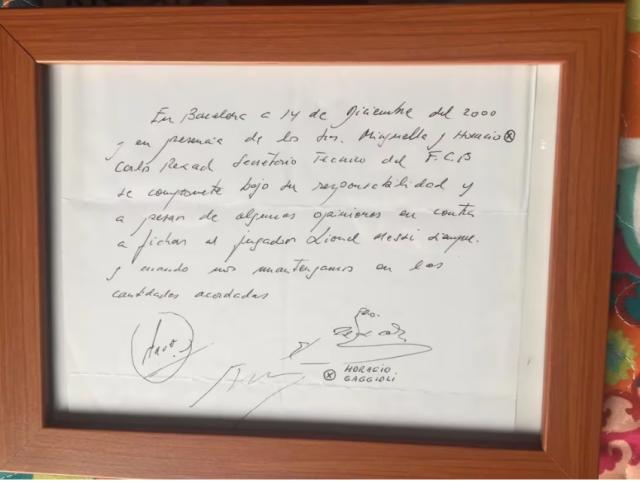 En Barcelona a 14 de Diciembre del 2000
y en presencia de los Srs. Minguella y Horacio ⊗
Carlo Rexach Secretario Tecnico del F.C.B
se compromete bajo su responsabilidad y
a pesar de algunas opiniones en contra
a fichar al jugador Lionel Messi siempre
y cuando nos mantengamos en las
cantidades acordadas
⊗ HORACIO
GAGGIOLI